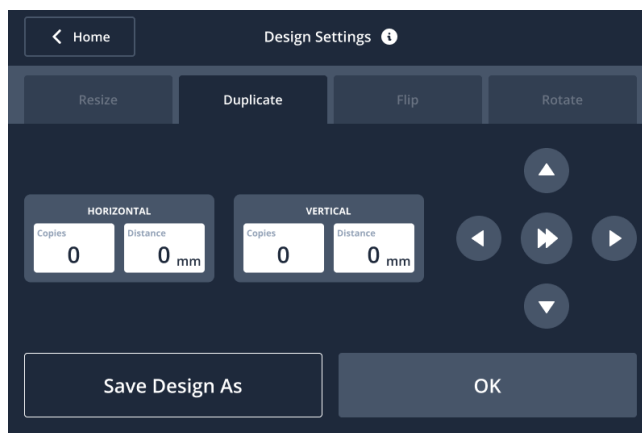 Home
Design Settings
Resize
Duplicate
Flip
Rotate
HORIZONTAL
Copies
0
Distance
0 mm
VERTICAL
Copies
0
Distance
0 mm
Save Design As
OK